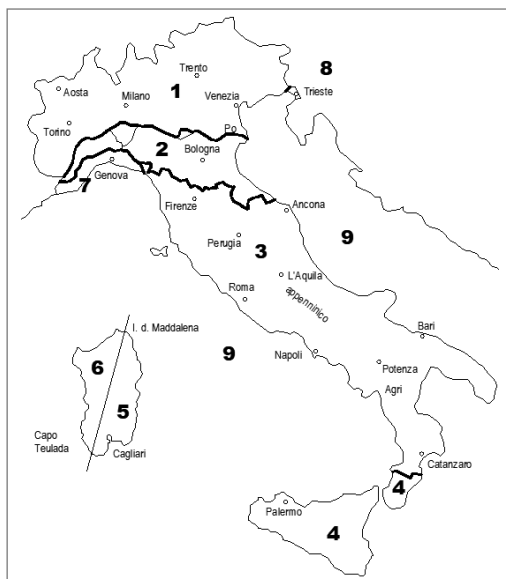 8
Trento
1
Aosta
Milano
Venezia
Trieste
Torino
Po
2
Bologna
Genova
7
Firenze
Ancona
Perugia
3
9
L'Aquila
appenninico
Roma
I. d. Maddalena
Bari
9
Napoli
6
Potenza
Agri
5
Capo
Teulada
Cagliari
Catanzaro
4
Palermo
4